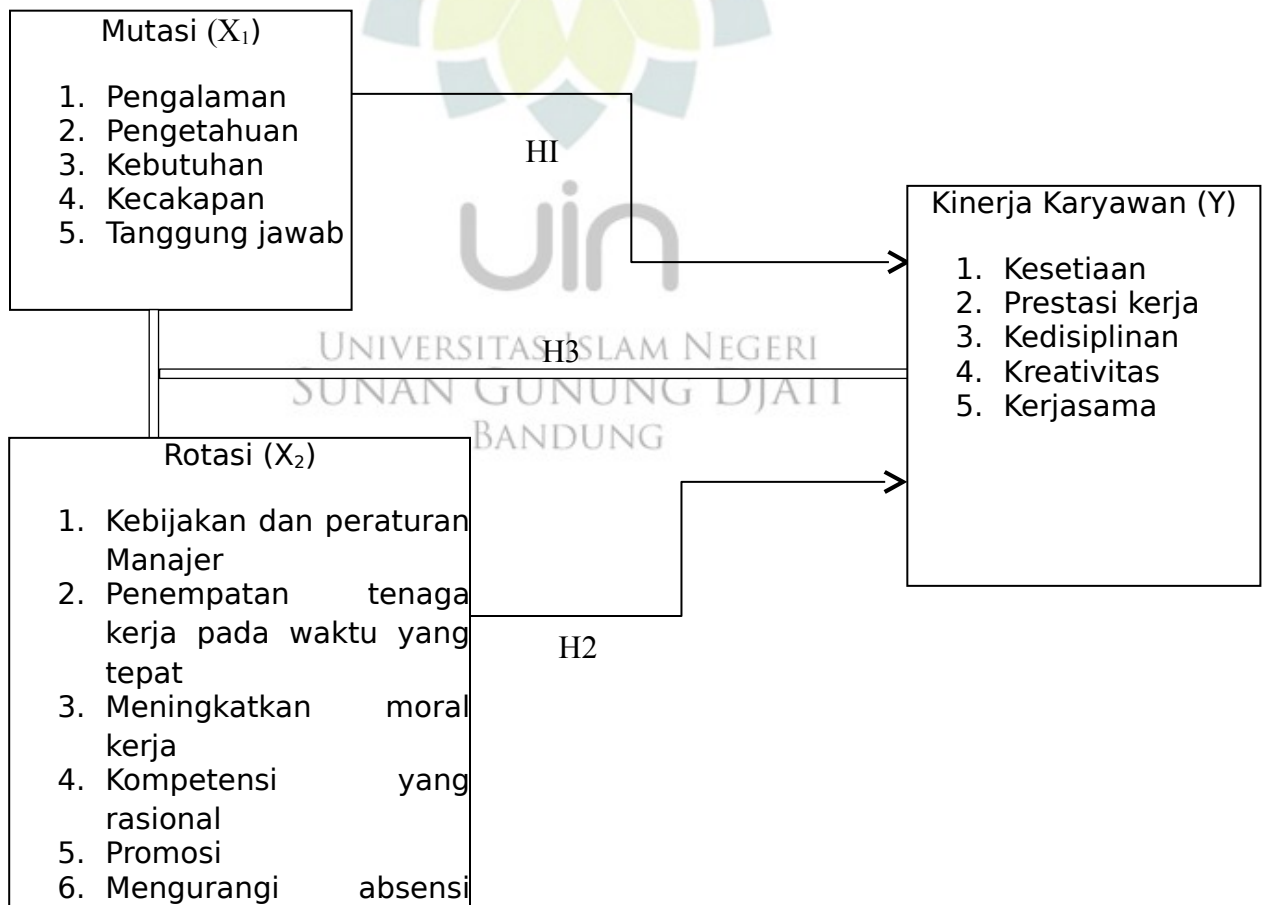 Mutasi (X₁)
1. Pengalaman
2. Pengetahuan
3. Kebutuhan
4. Kecakapan
5. Tanggung jawab
HI
Kinerja Karyawan (Y)
1. Kesetiaan
2. Prestasi kerja
3. Kedisiplinan
4. Kreativitas
5. Kerjasama
uin
UNIVERSITAS ISLAM NEGERI
H3
SUNAN GUNUNG DJATI
BANDUNG
Rotasi (X₂)
1. Kebijakan dan peraturan
Manajer
2. Penempatan tenaga
kerja pada waktu yang
tepat
3. Meningkatkan moral
kerja
4. Kompetensi yang
rasional
5. Promosi
6. Mengurangi absensi
H2